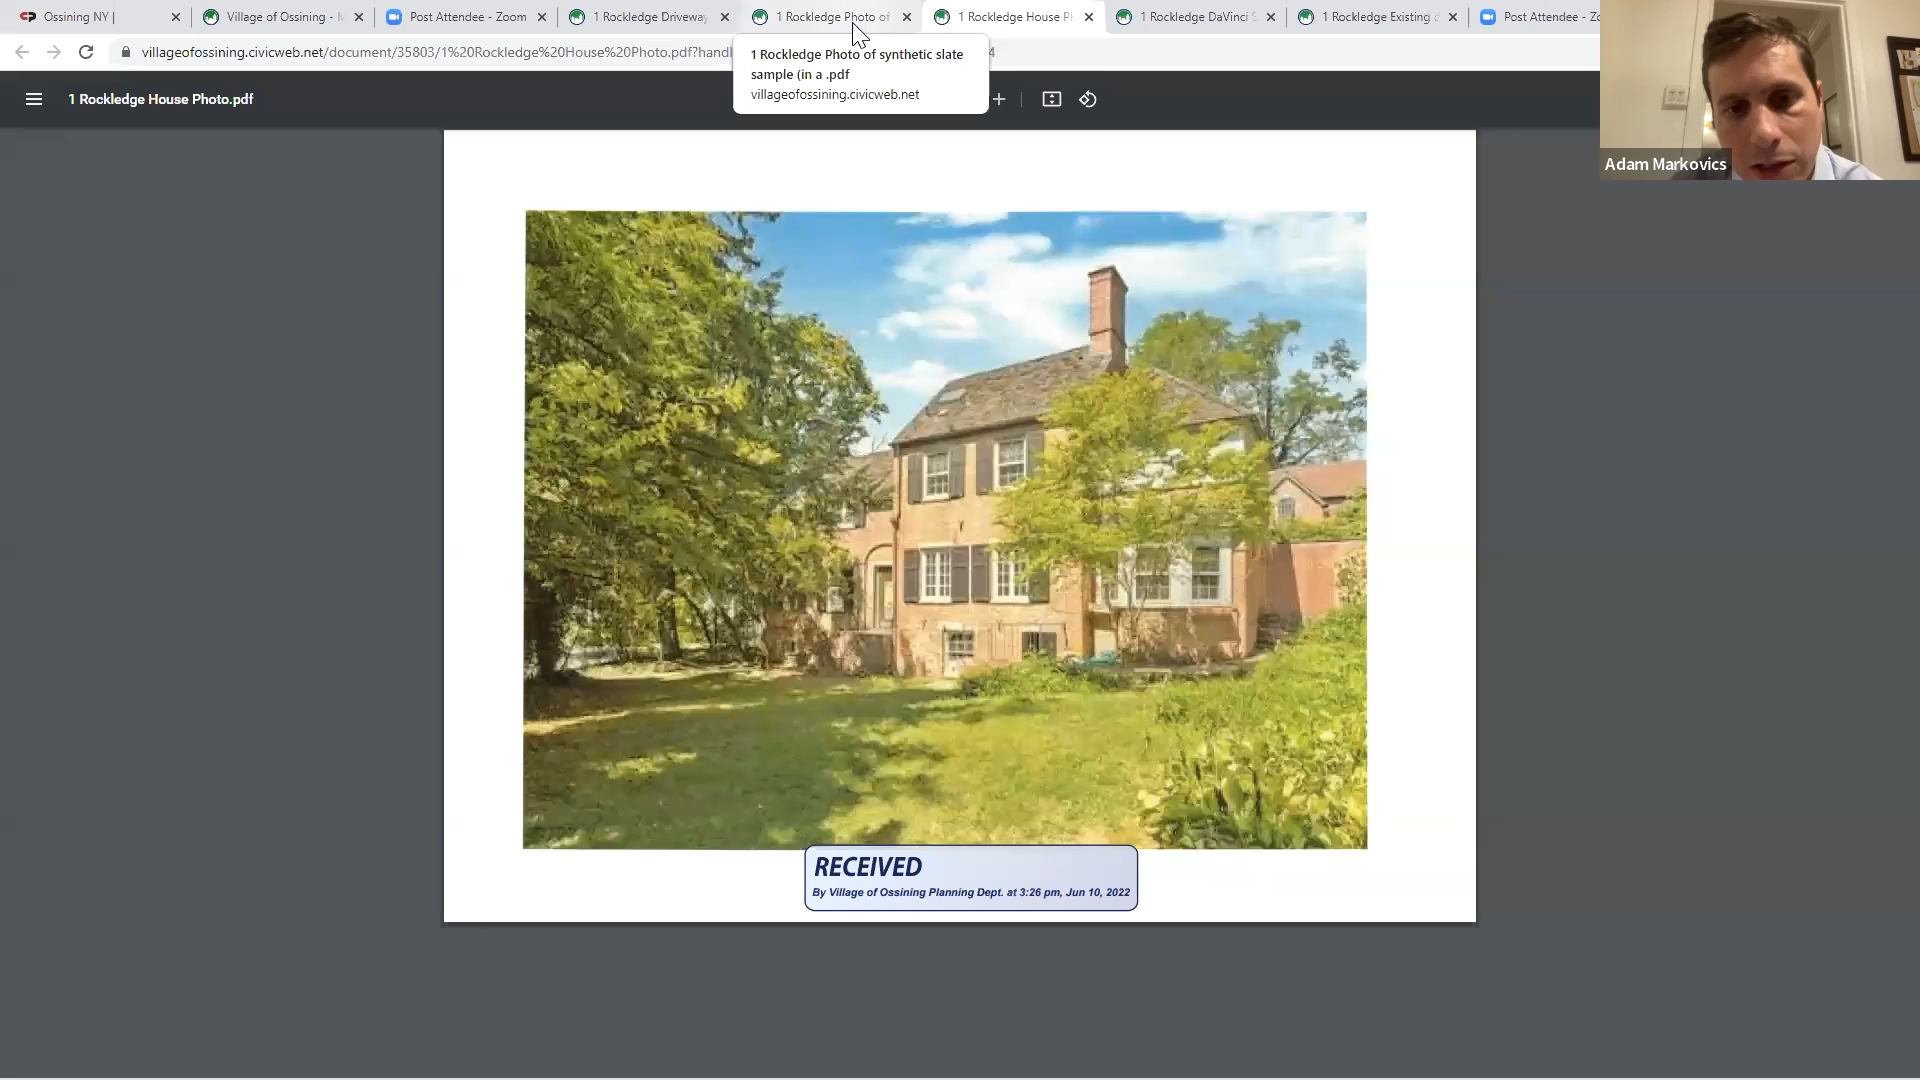 Ossining NY |
Village of Ossining -
Post Attendee - Zoom
1 Rockledge Driveway
1 Rockledge Photo of
1 Rockledge House P
1 Rockledge DaVinci S
1 Rockledge Existing
Post Attendee - Zo
villageofossining.civicweb.net/document/35803/1%20Rockledge%20House%20Photo.pdf?handl
4
1 Rockledge Photo of synthetic slate
sample (in a .pdf
villageofossining.civicweb.net
1 Rockledge House Photo.pdf
Adam Markovics
RECEIVED
By Village of Ossining Planning Dept. at 3:26 pm, Jun 10, 2022